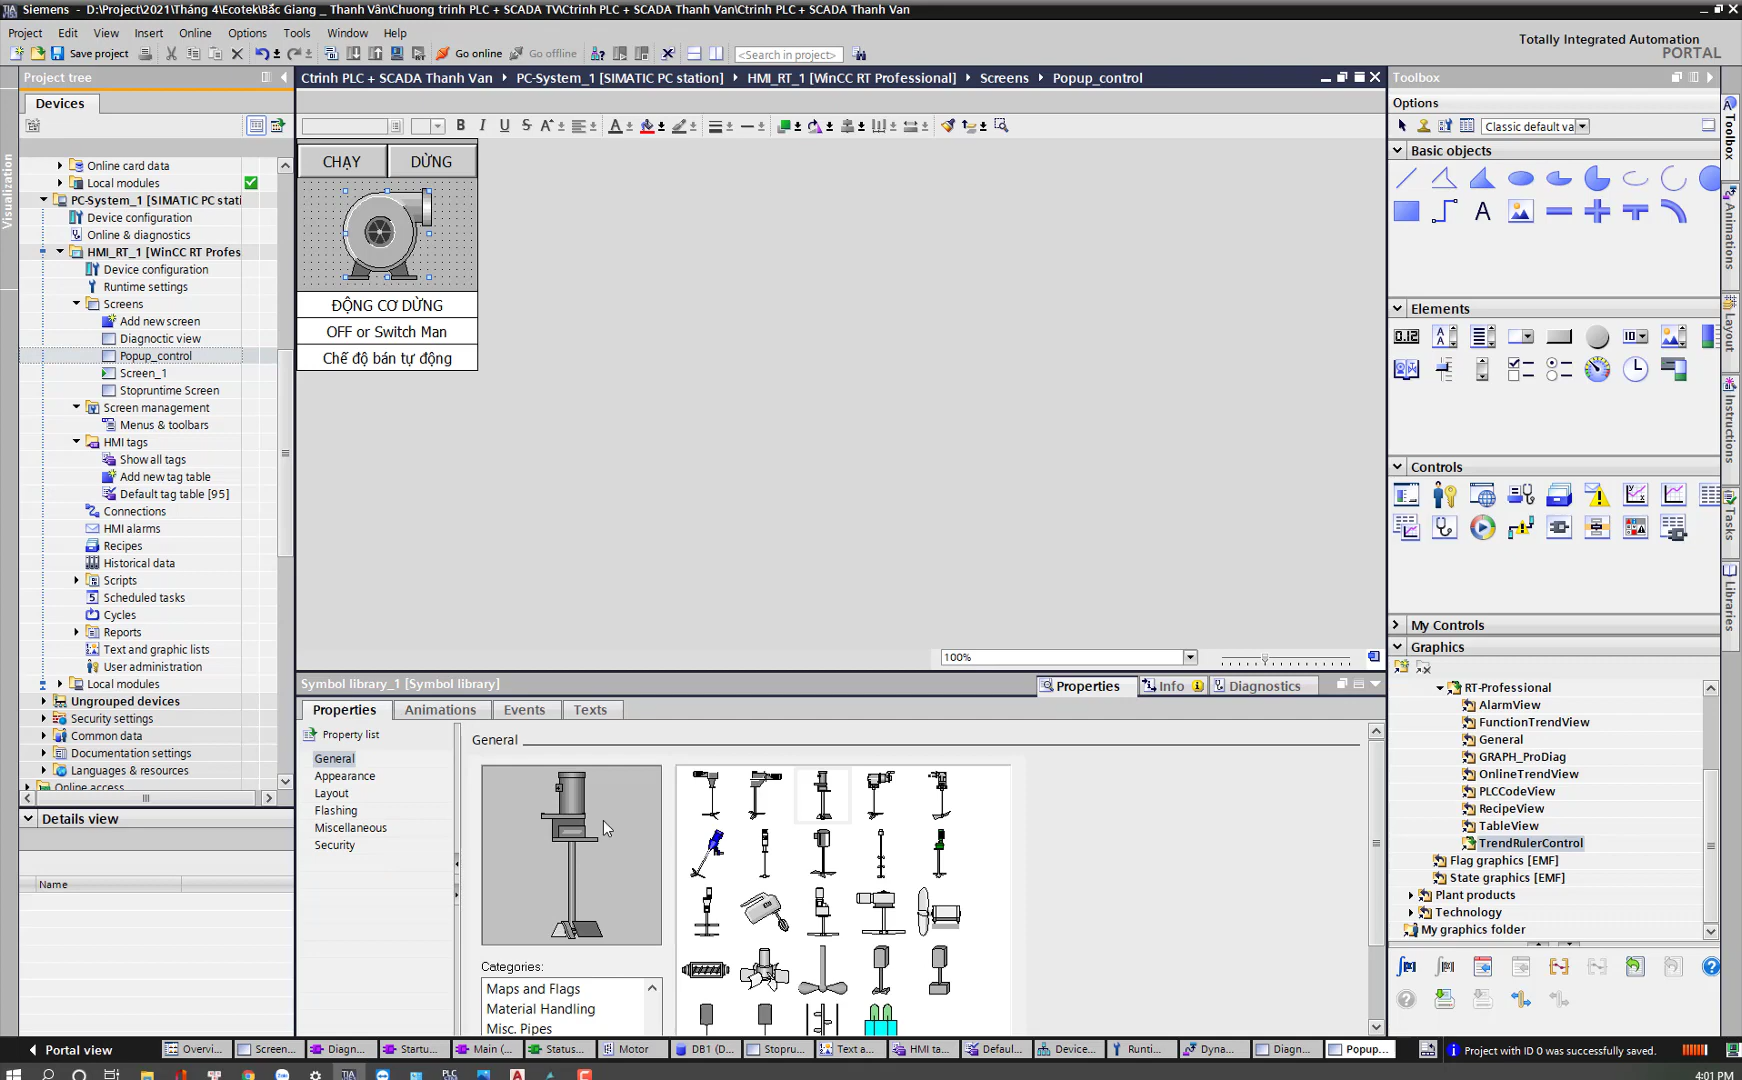 Siemens - D:\Project\2021\Tháng 4\Ecotek\Bắc Giang _ Thanh Vân\Chuong trinh PLC + SCADA TV\Ctrinh PLC + SCADA Thanh Van\Ctrinh PLC + SCADA Thanh Van
Project Edit View Insert Online Options Tools Window Help
Totally Integrated Automation
PORTAL
Save project
Go online
Go offline
<Search in project>
Project tree
Ctrinh PLC + SCADA Thanh Van PC-System_1 [SIMATIC PC station] HMI_RT_1 [WinCC RT Professional] Screens Popup_control
Toolbox
Devices
Visualization
Online card data
Local modules
PC-System_1 [SIMATIC PC stati
Device configuration
Online & diagnostics
HMI_RT_1 [WinCC RT Profes
Device configuration
Runtime settings
Screens
Add new screen
Diagnostic view
Popup_control
Screen_1
Stopruntime Screen
Screen management
Menus & toolbars
HMI tags
Show all tags
Add new tag table
Default tag table [95]
Connections
HMI alarms
Recipes
Historical data
Scripts
Scheduled tasks
Cycles
Reports
Text and graphic lists
User administration
Local modules
Ungrouped devices
Security settings
Common data
Documentation settings
Languages & resources
Online access
Details view
Name
CHẠY DỪNG
ĐỘNG CƠ DỪNG
OFF or Switch Man
Chế độ bán tự động
100%
Symbol library_1 [Symbol library]
Properties Info Diagnostics
Properties Animations Events Texts
Property list
General
Appearance
Layout
Flashing
Miscellaneous
Security
General
Categories:
Maps and Flags
Material Handling
Misc. Pipes
Options
Classic default va
Basic objects
Elements
Controls
My Controls
Graphics
RT-Professional
AlarmView
FunctionTrendView
General
GRAPH_ProDiag
OnlineTrendView
PLCCodeView
RecipeView
TableView
TrendRulerControl
Flag graphics [EMF]
State graphics [EMF]
Plant products
Technology
My graphics folder
Toolbox
Animations
Layout
Instructions
Tasks
Libraries
Portal view
Overvi...
Screen...
Diagn...
Startu...
Main (...
Status...
Motor
DB1 (D...
Stopru...
Text a...
HMI ta...
Defaul...
Device...
Runti...
Dyna...
Diagn...
Popup...
Project with ID 0 was successfully saved.
4:01 PM